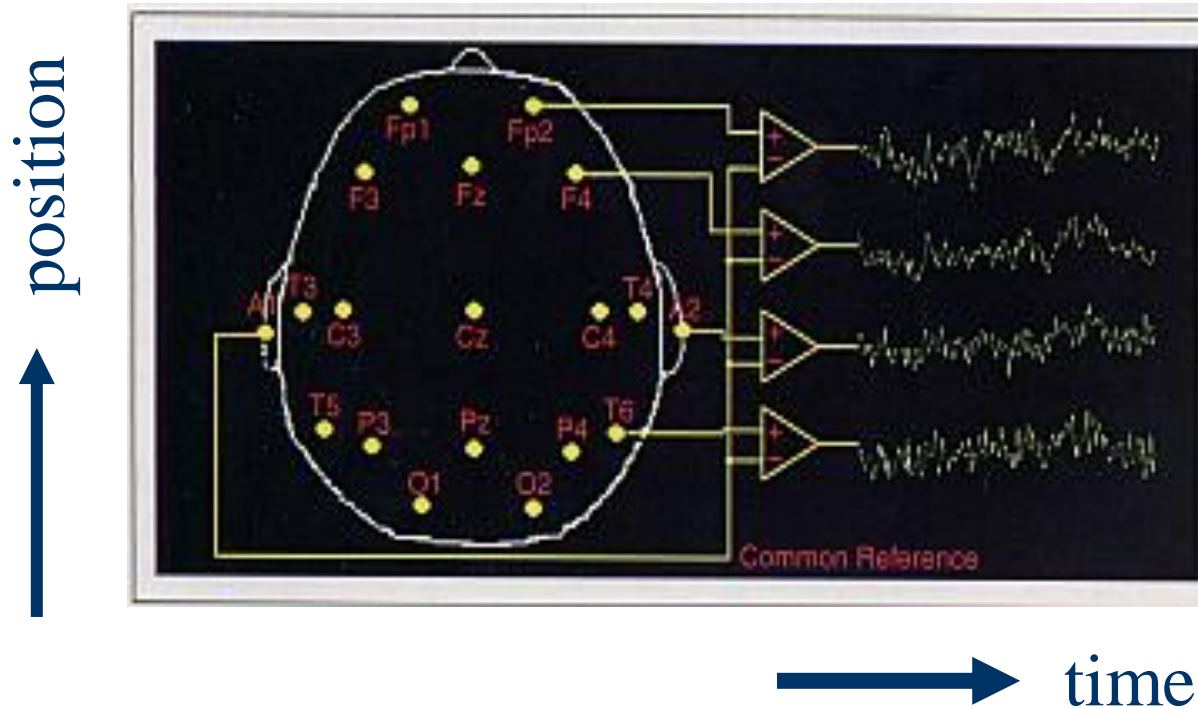 position
Fp1
Fp2
+
−
F3
Fz
F4
+
−
A1
T3
C3
Cz
C4
T4
A2
+
−
T5
P3
Pz
P4
T6
+
−
O1
O2
Common Reference
time